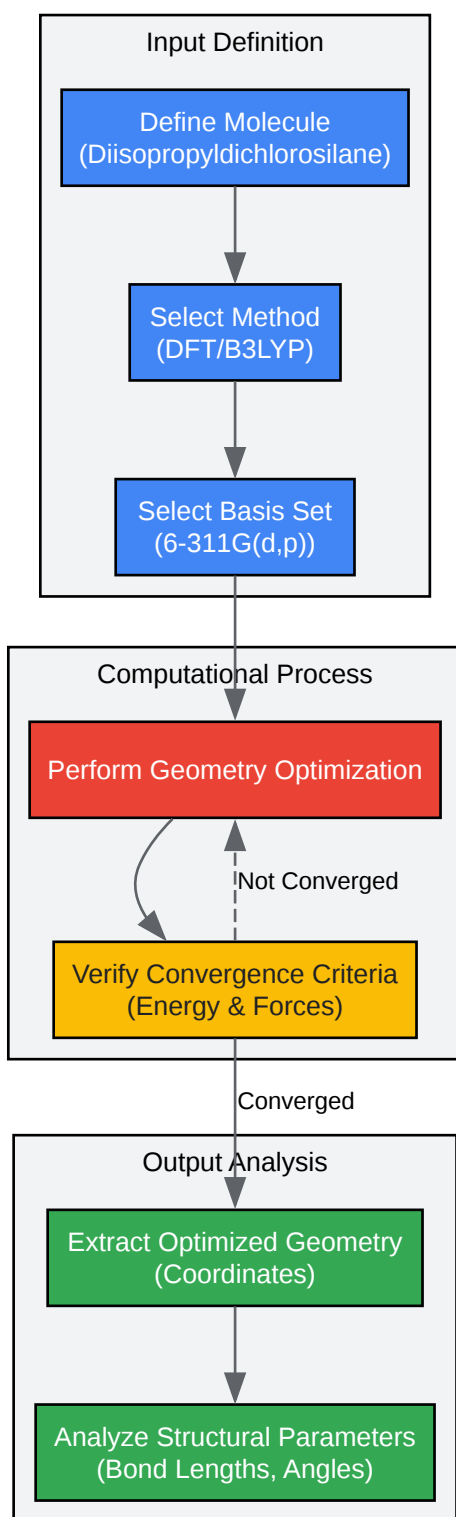 Input Definition
Define Molecule
(Diisopropyldichlorosilane)
Select Method
(DFT/B3LYP)
Select Basis Set
(6-311G(d,p))
Computational Process
Perform Geometry Optimization
Not Converged
Verify Convergence Criteria
(Energy & Forces)
Converged
Output Analysis
Extract Optimized Geometry
(Coordinates)
Analyze Structural Parameters
(Bond Lengths, Angles)